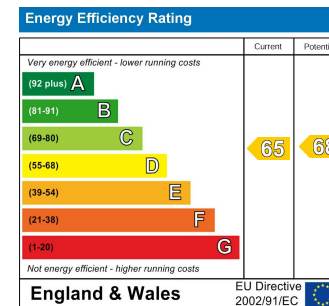 Energy Efficiency Rating
Current Potenti
Very energy efficient - lower running costs
(92 plus) A
(81-91) B
(69-80) C
(55-68) D
65 68
(39-54) E
(21-38) F
(1-20) G
Not energy efficient - higher running costs
England & Wales
EU Directive
2002/91/EC